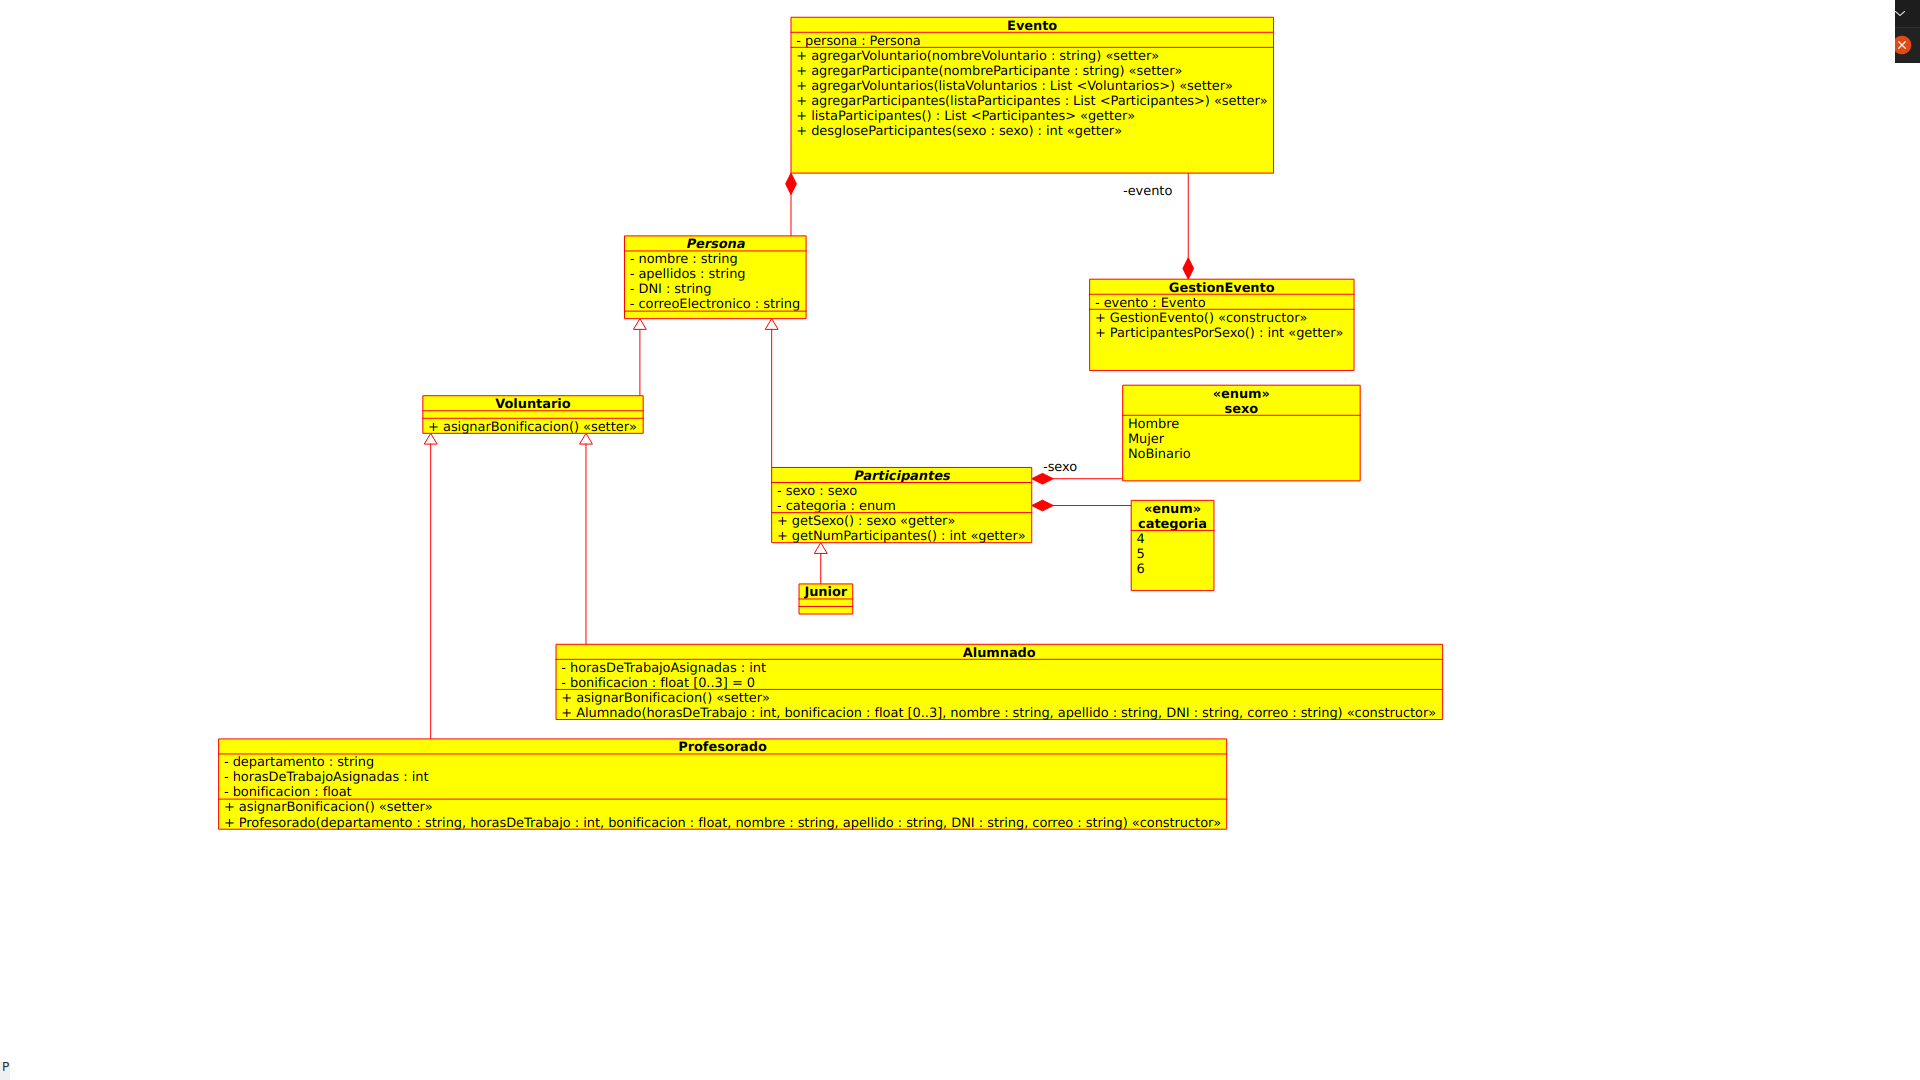 Evento
- persona : Persona
+ agregarVoluntario(nombreVoluntario : string) «setter»
+ agregarParticipante(nombreParticipante : string) «setter»
+ agregarVoluntarios(listaVoluntarios : List <Voluntarios>) «setter»
+ agregarParticipantes(listaParticipantes : List <Participantes>) «setter»
+ listaParticipantes() : List <Participantes> «getter»
+ desgloseParticipantes(sexo : sexo) : int «getter»
-evento
Persona
- nombre : string
- apellidos : string
- DNI : string
- correoElectronico : string
GestionEvento
- evento : Evento
+ GestionEvento() «constructor»
+ ParticipantesPorSexo() : int «getter»
Voluntario
+ asignarBonificacion() «setter»
«enum»
sexo
Hombre
Mujer
NoBinario
-sexo
Participantes
- sexo : sexo
- categoria : enum
+ getSexo() : sexo «getter»
+ getNumParticipantes() : int «getter»
«enum»
categoria
4
5
6
Junior
Alumnado
- horasDeTrabajoAsignadas : int
- bonificacion : float [0..3] = 0
+ asignarBonificacion() «setter»
+ Alumnado(horasDeTrabajo : int, bonificacion : float [0..3], nombre : string, apellido : string, DNI : string, correo : string) «constructor»
Profesorado
- departamento : string
- horasDeTrabajoAsignadas : int
- bonificacion : float
+ asignarBonificacion() «setter»
+ Profesorado(departamento : string, horasDeTrabajo : int, bonificacion : float, nombre : string, apellido : string, DNI : string, correo : string) «constructor»
P